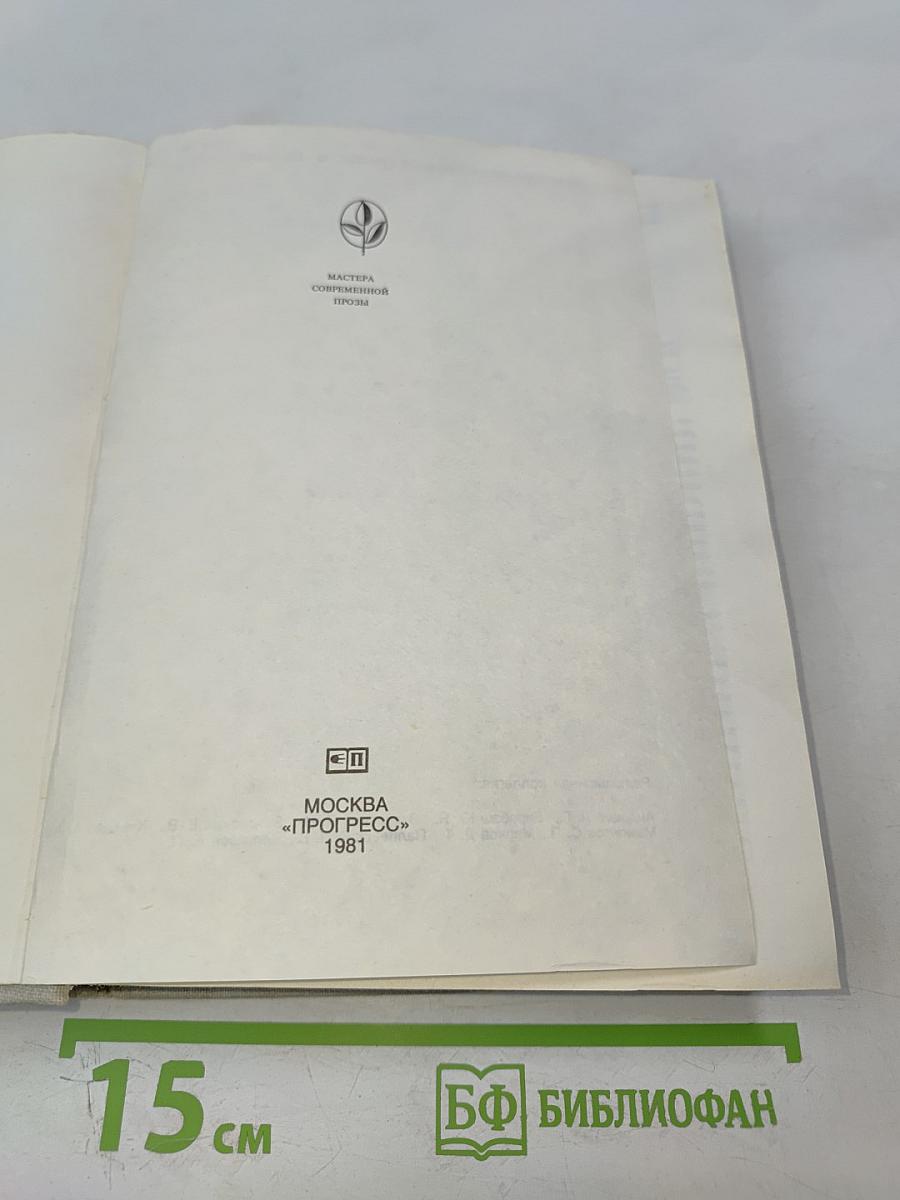 МАСТЕРА
СОВРЕМЕННОЙ
ПРОЗЫ
П
МОСКВА
«ПРОГРЕСС»
1981
15 см
БФ БИБЛИОФАН